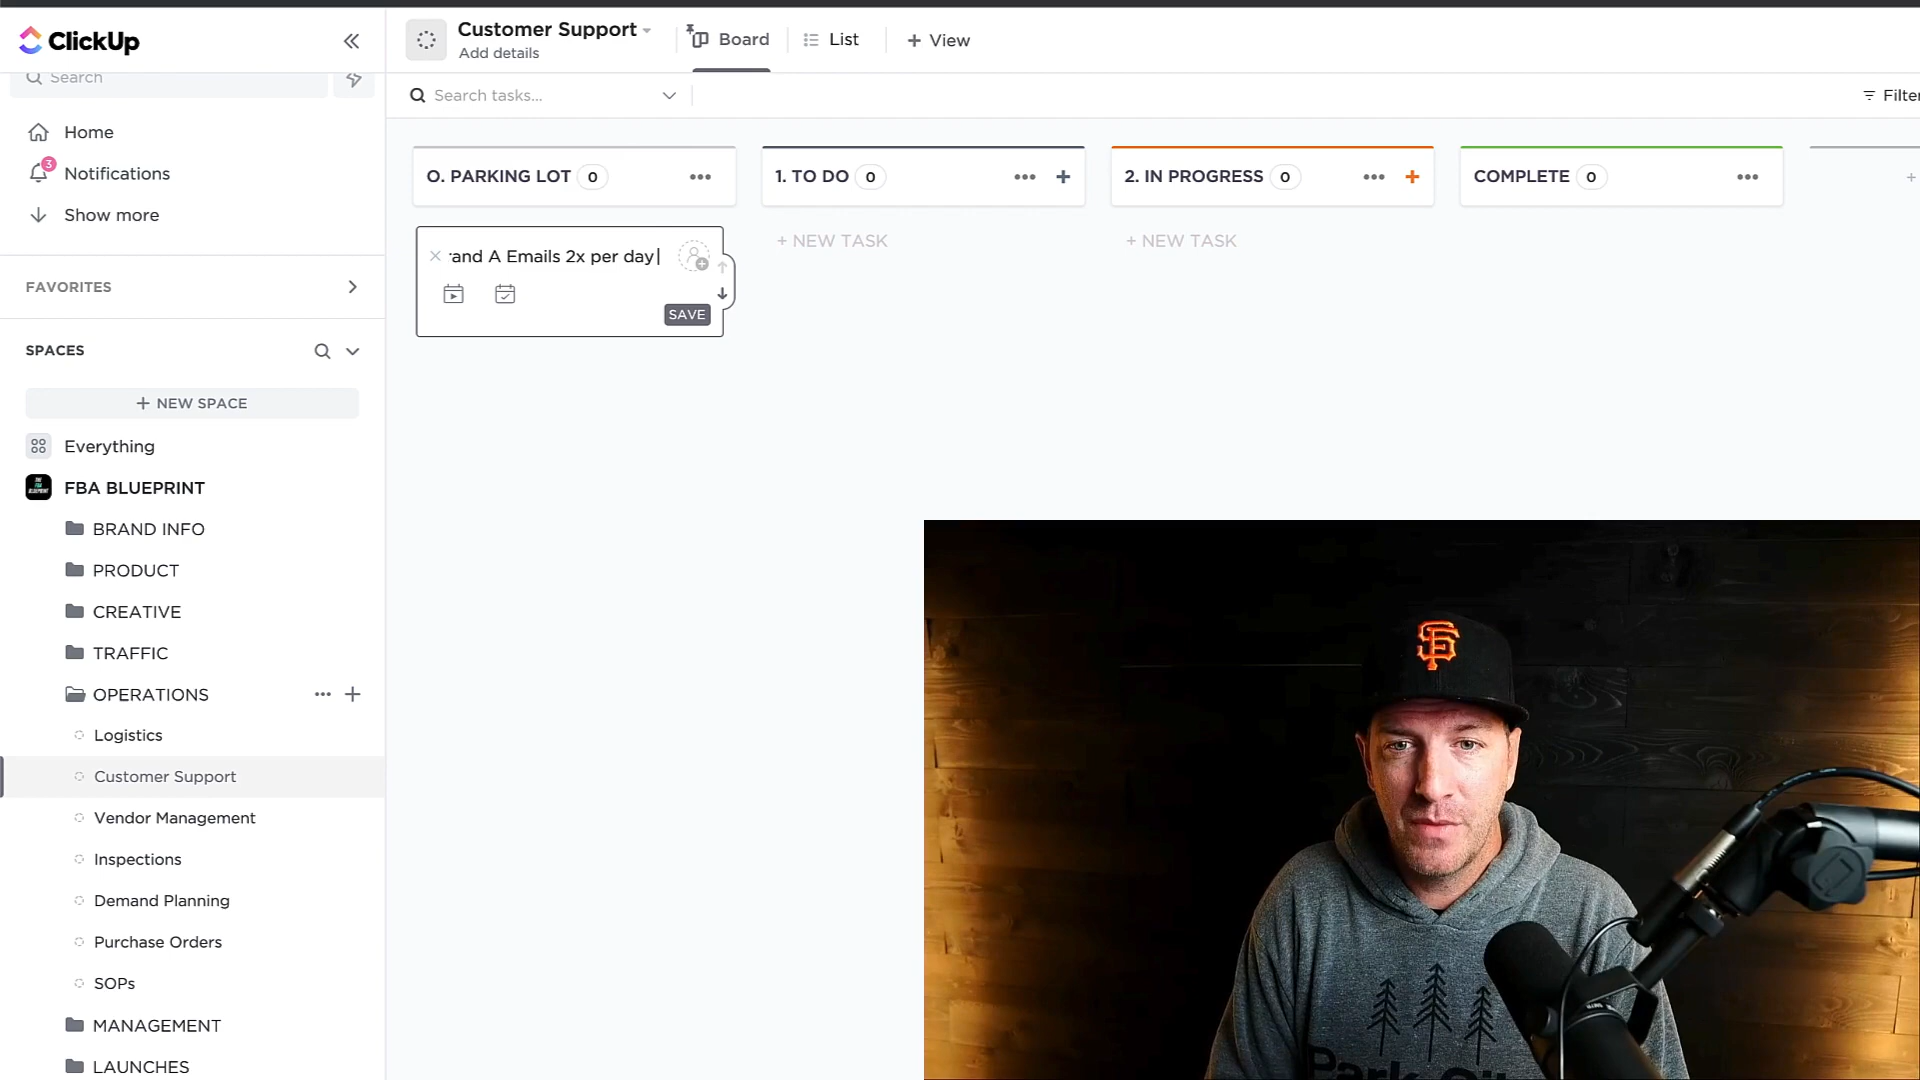 ClickUp
Search
Home
3
Notifications
Show more
FAVORITES
SPACES
+ NEW SPACE
Everything
FBA BLUEPRINT
BRAND INFO
PRODUCT
CREATIVE
TRAFFIC
OPERATIONS
Logistics
Customer Support
Vendor Management
Inspections
Demand Planning
Purchase Orders
SOPs
MANAGEMENT
LAUNCHES
Customer Support
Add details
Board
List
+ View
Search tasks...
Filter
O. PARKING LOT 0
rand A Emails 2x per day
SAVE
1. TO DO 0
+ NEW TASK
2. IN PROGRESS 0
+ NEW TASK
COMPLETE 0
SF